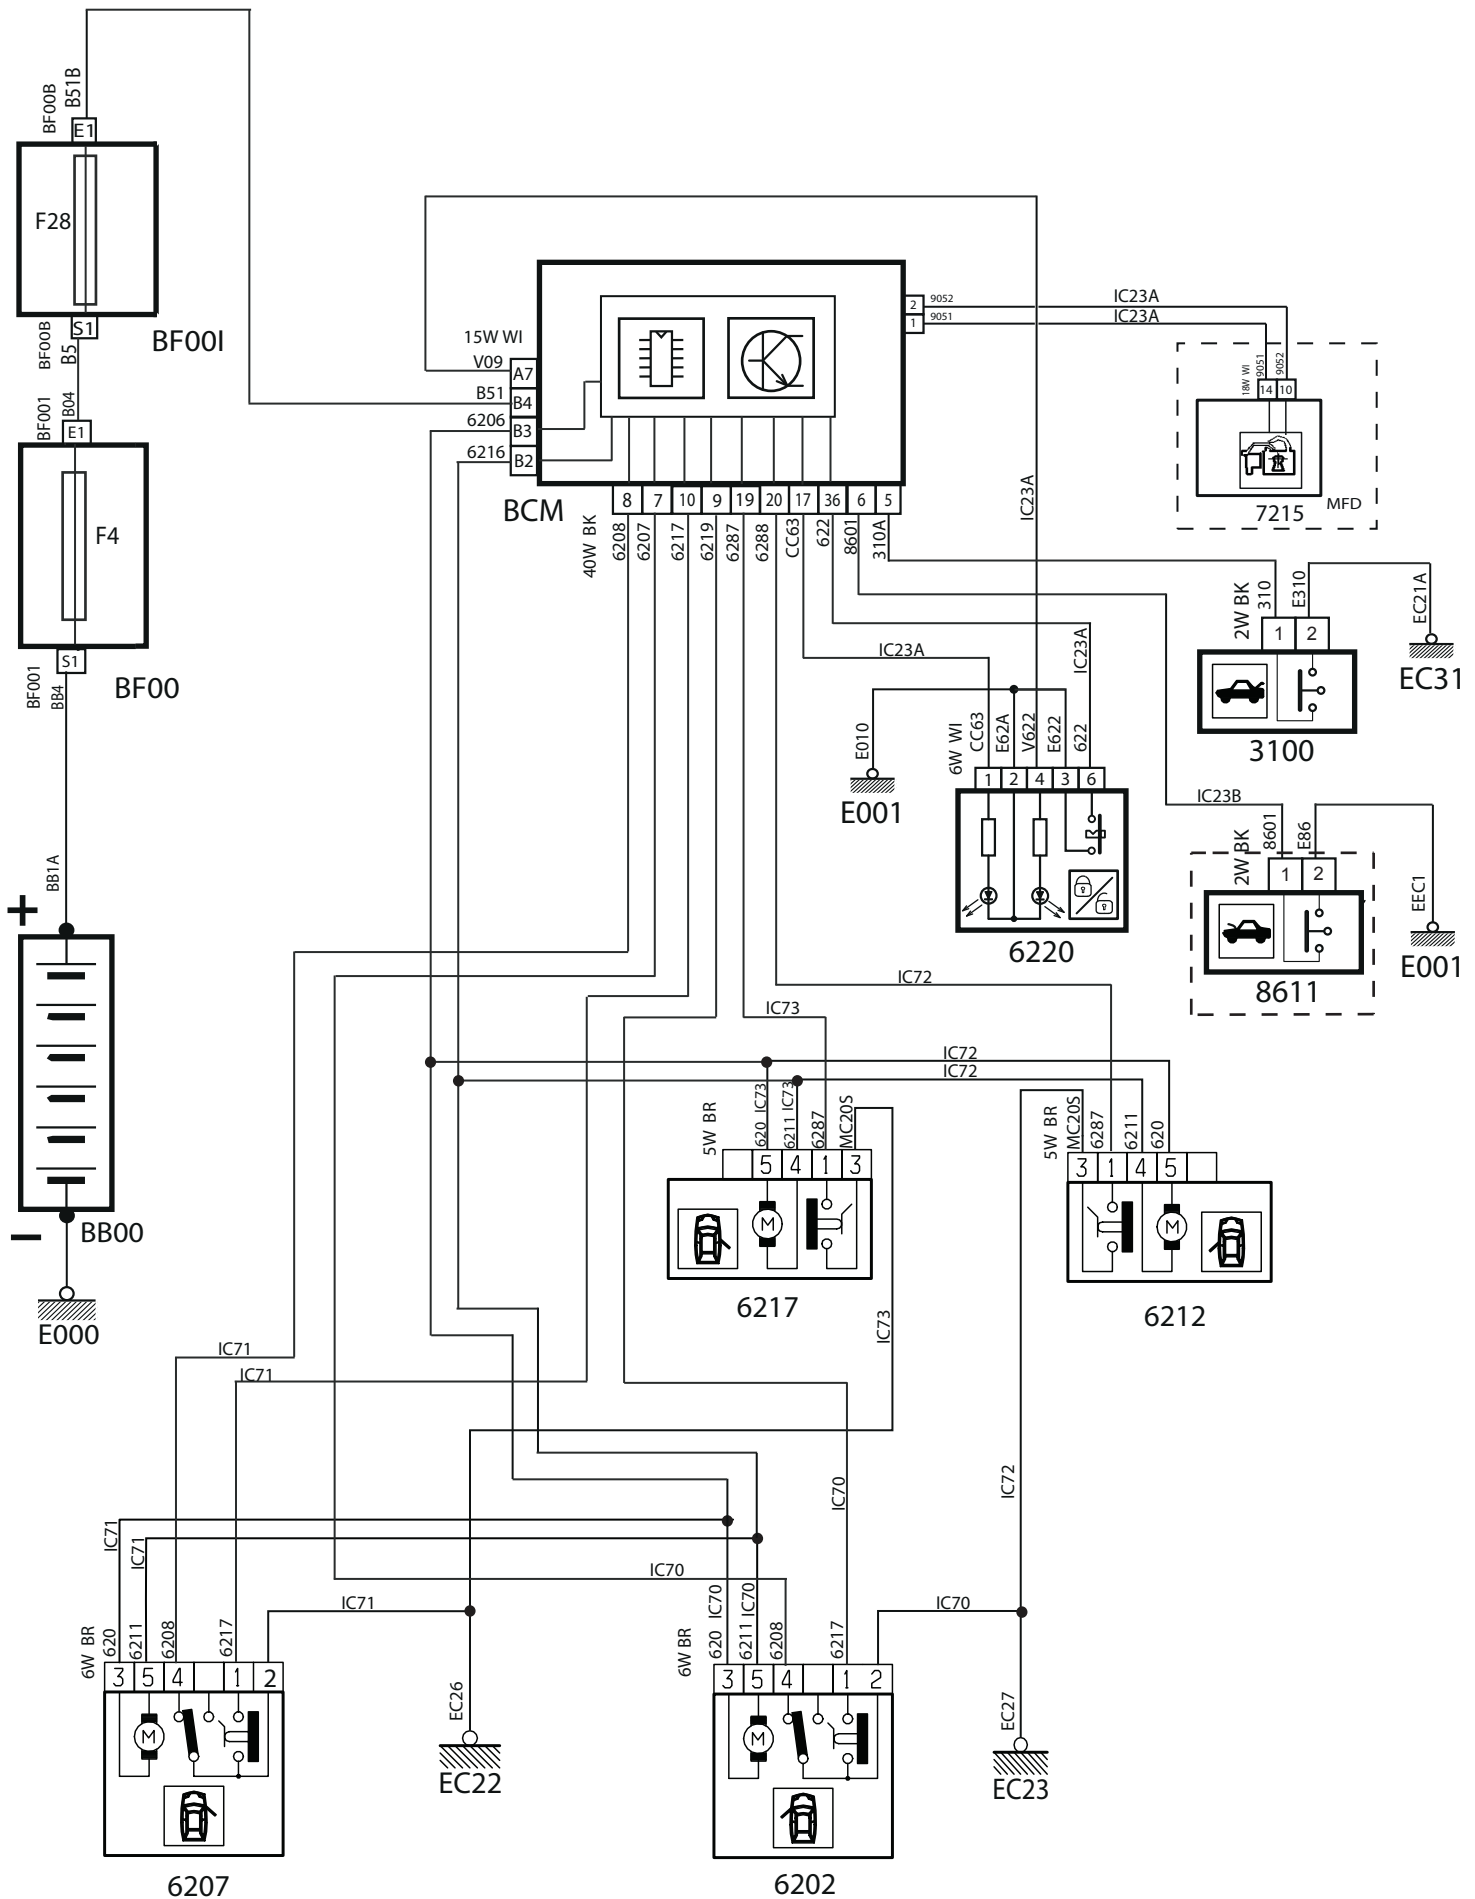 BF00B
B51B
E1
F28
S1
BF00I
BF00B
B5
BF001
B04
E1
F4
S1
BF00
BF001
BB4
BB1A
+
−
BB00
E000
15W WI
V09
A7
B51
B4
6206
B3
6216
B2
BCM
2
9052
1
9051
IC23A
IC23A
18W WI
9051
9052
14
10
7215
MFD
8
7
10
9
19
20
17
36
6
5
40W BK
6208
6207
6217
6219
6287
6288
CC63
622
8601
310A
IC23A
2W BK
310
E310
1
2
3100
EC21A
EC31
IC23A
IC23A
E010
E001
6W WI
CC63
E62A
V622
E622
622
1
2
4
3
6
6220
IC23B
2W BK
8601
E86
1
2
8611
EEC1
E001
IC72
IC73
IC72
IC72
5W BR
620 IC73
6211 IC73
6287
MC20S
5
4
1
3
M
6217
IC73
5W BR
MC20S
6287
6211
620
3
1
4
5
M
6212
IC71
IC71
IC70
IC72
IC71
IC71
IC70
IC71
IC70
6W BR
620
6211
6208
6217
3
5
4
1
2
M
6207
EC26
EC22
6W BR
620 IC70
6211 IC70
6208
6217
3
5
4
1
2
M
6202
EC27
EC23